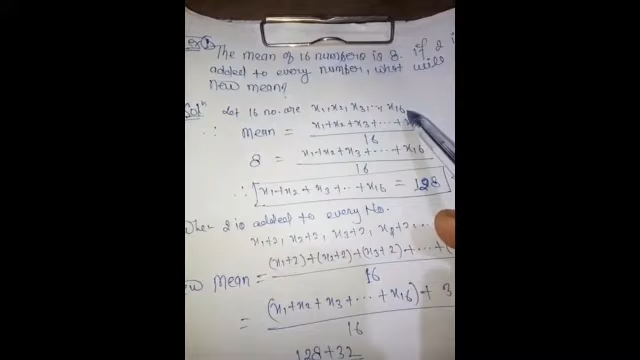 The mean of 16 numbers is 8. if 2 i
added to every number, what will
new mean?
Solⁿ Let 16 no. are x₁, x₂, x₃, ..., x₁₆
∴ Mean = x₁+x₂+x₃+...+x
16
8 = x₁+x₂+x₃+...+x₁₆
16
∴ [x₁+x₂+x₃+...+x₁₆ = 128]
When 2 is added to every No.
x₁+2, x₂+2, x₃+2, x₄+2, ...
Mean = (x₁+2)+(x₂+2)+(x₃+2)+...+(
16
= (x₁+x₂+x₃+...+x₁₆)+ 3
16
128+32